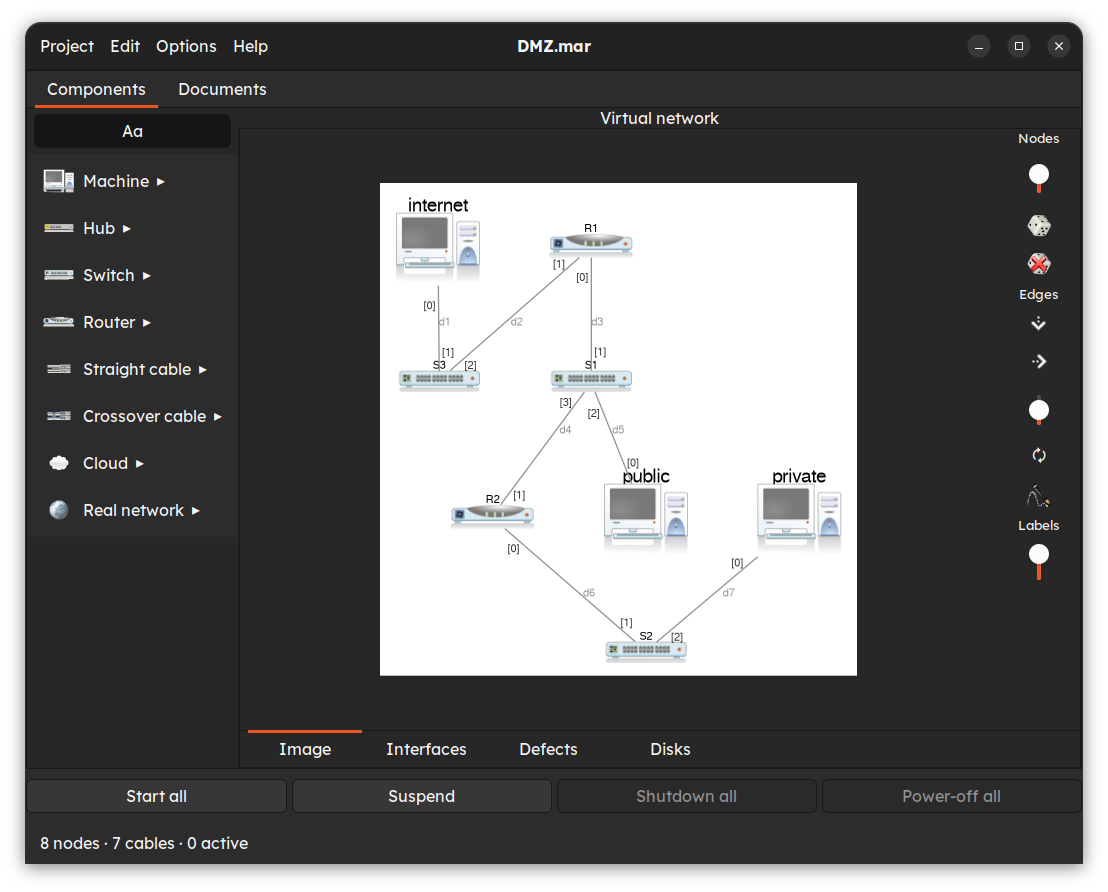 Project Edit Options Help DMZ.mar
Components Documents
Aa
Machine
Hub
Switch
Router
Straight cable
Crossover cable
Cloud
Real network
Virtual network
internet
R1
[1]
[0]
[0]
d1
d2
d3
[1]
[1]
S3
[2]
S1
[3]
[2]
d4
d5
[0]
public
private
R2
[1]
[0]
[0]
d6
d7
[1]
S2
[2]
Nodes
Edges
Labels
Image Interfaces Defects Disks
Start all Suspend Shutdown all Power-off all
8 nodes · 7 cables · 0 active